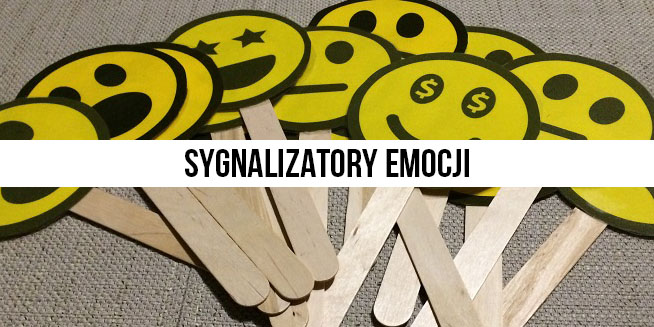 SYGNALIZATORY EMOCJI
$ $